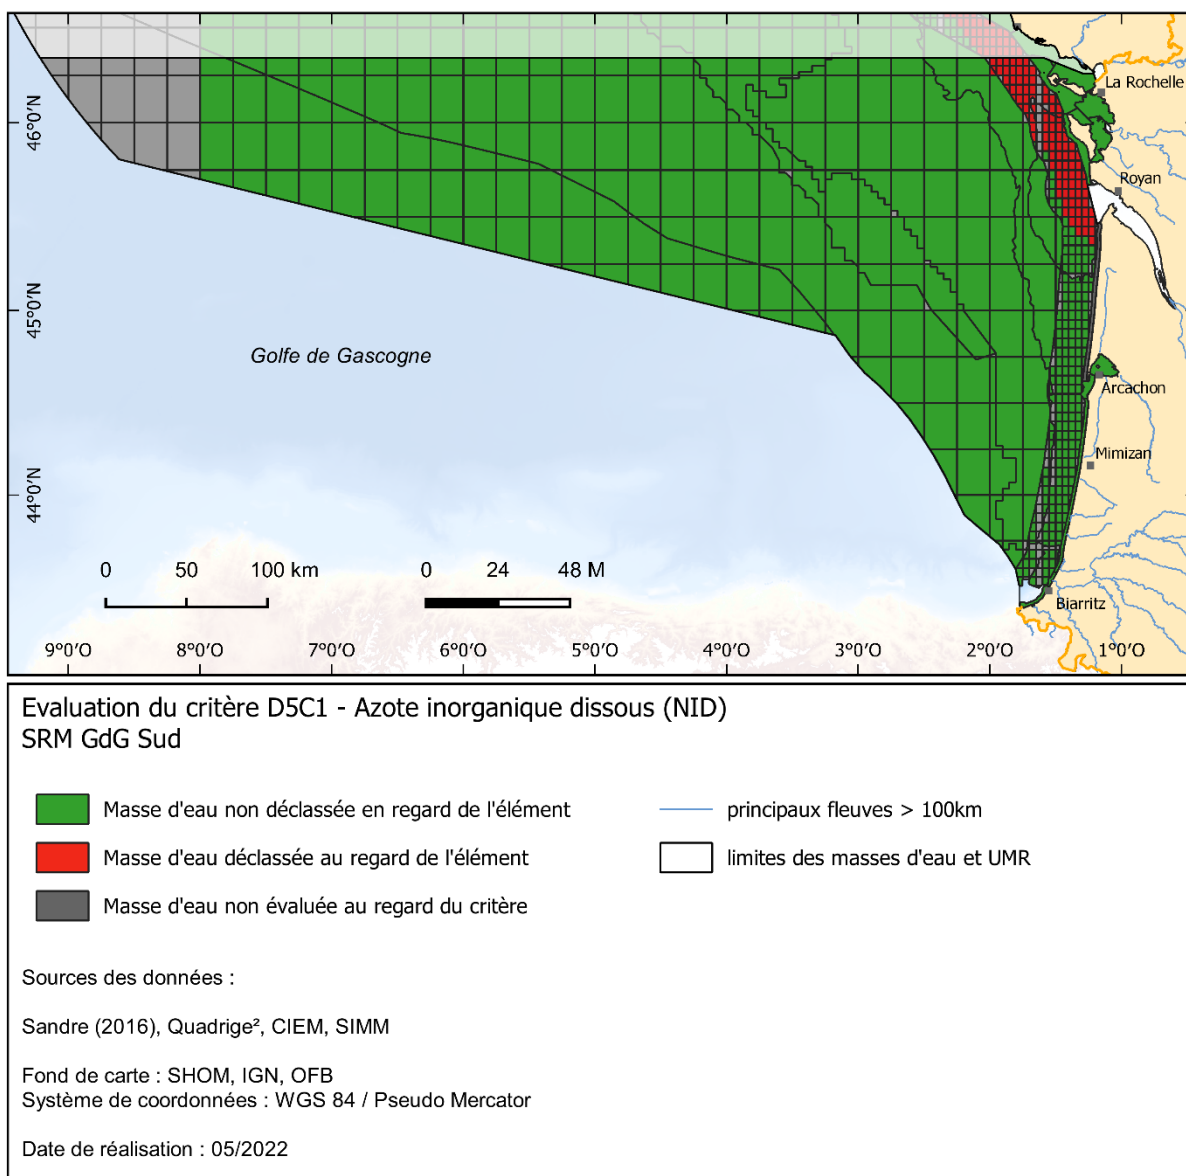 46°0'N
45°0'N
44°0'N
La Rochelle
Royan
Golfe de Gascogne
Arcachon
Mimizan
0 50 100 km
0 24 48 M
Biarritz
9°0'O 8°0'O 7°0'O 6°0'O 5°0'O 4°0'O 3°0'O 2°0'O 1°0'O
Evaluation du critère D5C1 - Azote inorganique dissous (NID)
SRM GdG Sud
Masse d'eau non déclassée en regard de l'élément
principaux fleuves > 100km
Masse d'eau déclassée au regard de l'élément
limites des masses d'eau et UMR
Masse d'eau non évaluée au regard du critère
Sources des données :
Sandre (2016), Quadrige², CIEM, SIMM
Fond de carte : SHOM, IGN, OFB
Système de coordonnées : WGS 84 / Pseudo Mercator
Date de réalisation : 05/2022